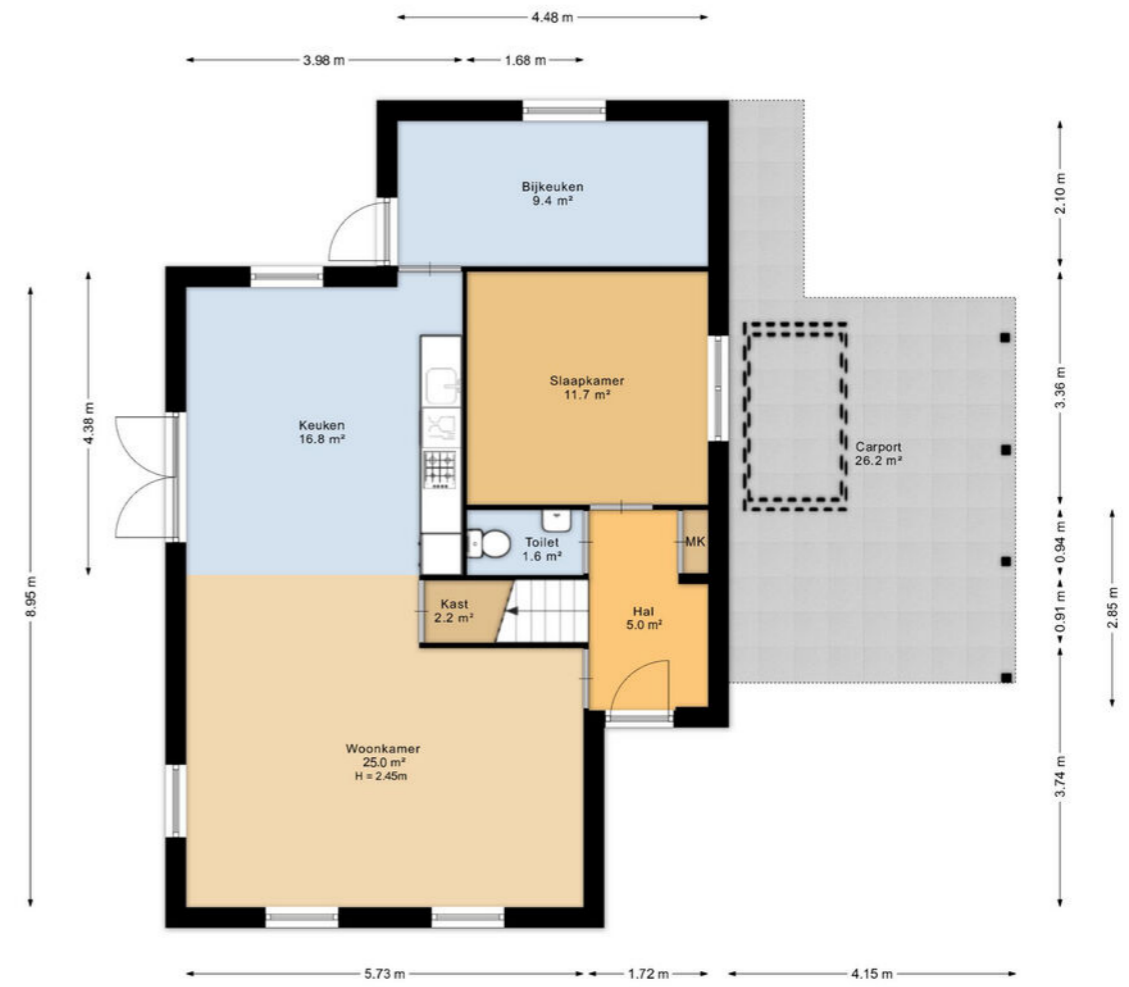 4.48 m
3.98 m
1.68 m
Bijkeuken
9.4 m²
2.10 m
Slaapkamer
11.7 m²
3.36 m
Keuken
16.8 m²
4.38 m
Carport
26.2 m²
Toilet
1.6 m²
MK
0.94 m
Kast
2.2 m²
Hal
5.0 m²
0.91 m
2.85 m
8.95 m
Woonkamer
25.0 m²
H = 2.45m
3.74 m
5.73 m
1.72 m
4.15 m